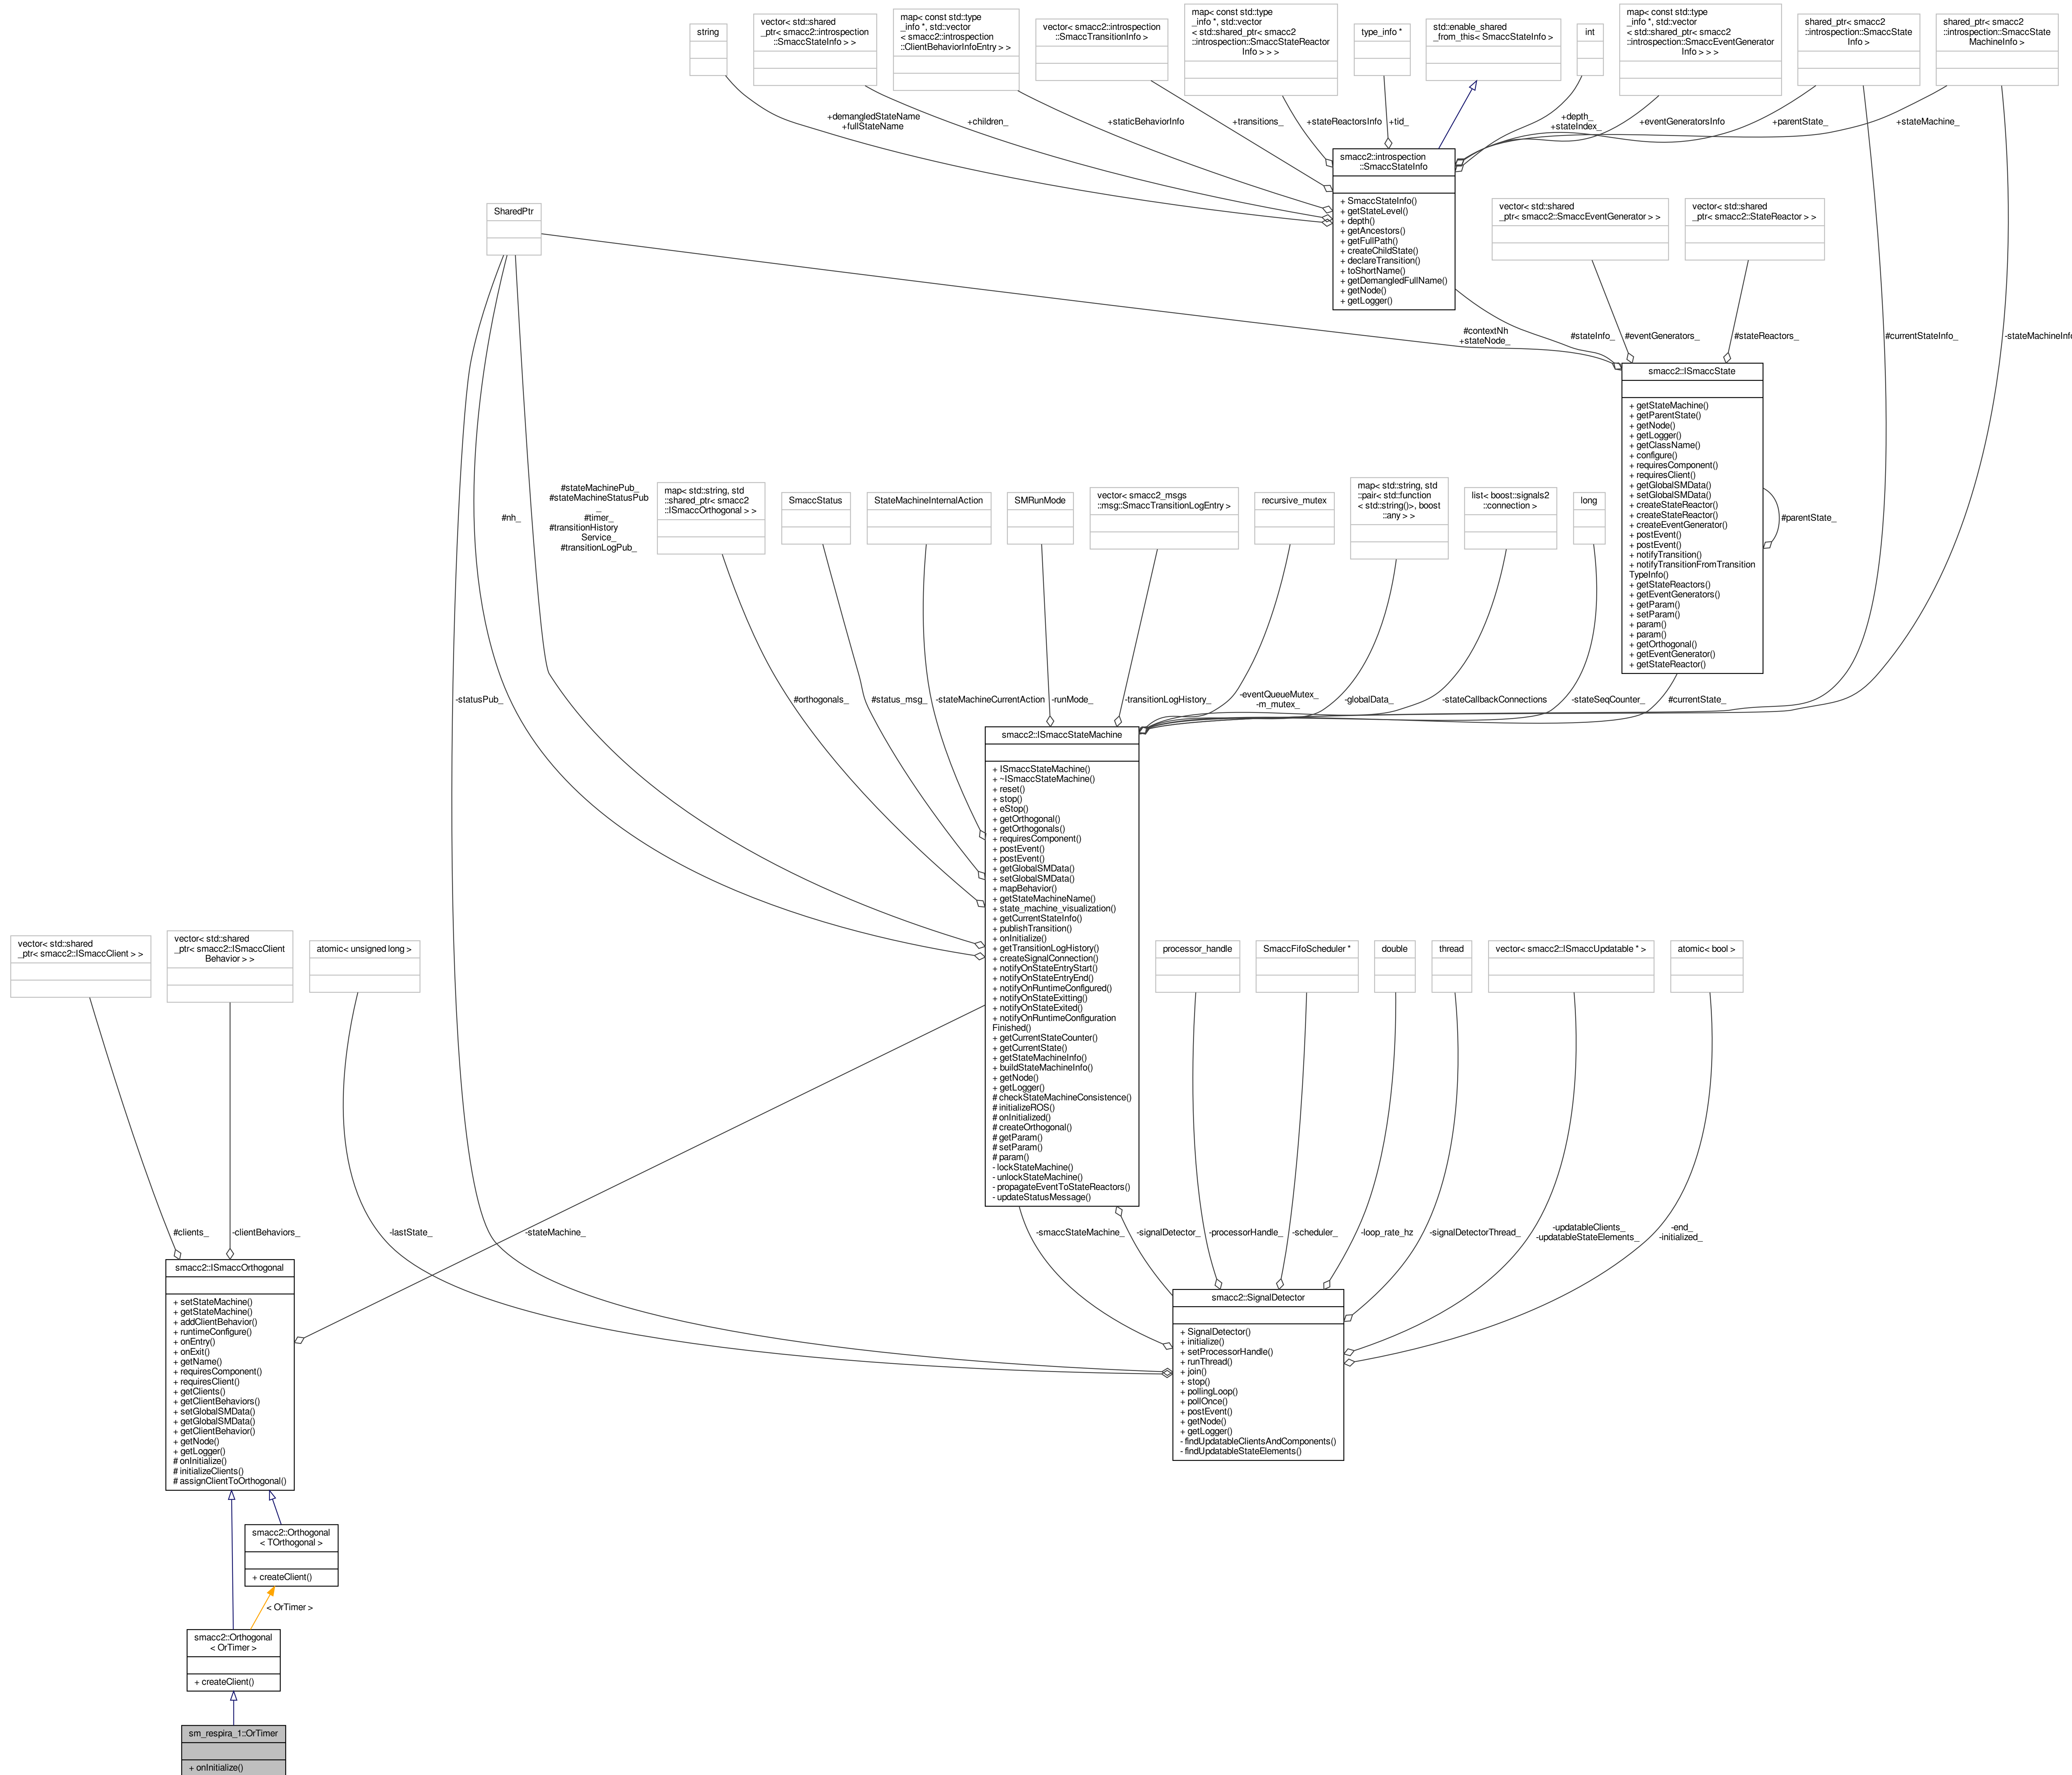 string
vector< std::shared
_ptr< smacc2::introspection
::SmaccStateInfo > >
map< const std::type
_info *, std::vector
< smacc2::introspection
::ClientBehaviorInfoEntry > >
vector< smacc2::introspection
::SmaccTransitionInfo >
map< const std::type
_info *, std::vector
< std::shared_ptr< smacc2
::introspection::SmaccStateReactor
Info > > >
type_info *
std::enable_shared
_from_this< SmaccStateInfo >
int
map< const std::type
_info *, std::vector
< std::shared_ptr< smacc2
::introspection::SmaccEventGenerator
Info > > >
shared_ptr< smacc2
::introspection::SmaccState
Info >
shared_ptr< smacc2
::introspection::SmaccState
MachineInfo >
+demangledStateName
+fullStateName
+children_
+staticBehaviorInfo
+transitions_
+stateReactorsInfo
+tid_
+depth_
+stateIndex_
+eventGeneratorsInfo
+parentState_
+stateMachine_
smacc2::introspection
::SmaccStateInfo
+ SmaccStateInfo()
+ getStateLevel()
+ depth()
+ getAncestors()
+ getFullPath()
+ createChildState()
+ declareTransition()
+ toShortName()
+ getDemangledFullName()
+ getNode()
+ getLogger()
SharedPtr
vector< std::shared
_ptr< smacc2::SmaccEventGenerator > >
vector< std::shared
_ptr< smacc2::StateReactor > >
#contextNh
+stateNode_
#stateInfo_
#eventGenerators_
#stateReactors_
#currentStateInfo_
-stateMachineInfo
smacc2::ISmaccState
+ getStateMachine()
+ getParentState()
+ getNode()
+ getLogger()
+ getClassName()
+ configure()
+ requiresComponent()
+ requiresClient()
+ getGlobalSMData()
+ setGlobalSMData()
+ createStateReactor()
+ createStateReactor()
+ createEventGenerator()
+ postEvent()
+ postEvent()
+ notifyTransition()
+ notifyTransitionFromTransition
TypeInfo()
+ getStateReactors()
+ getEventGenerators()
+ getParam()
+ setParam()
+ param()
+ param()
+ getOrthogonal()
+ getEventGenerator()
+ getStateReactor()
#parentState_
#nh_
#stateMachinePub_
#stateMachineStatusPub
_
#timer_
#transitionHistory
Service_
#transitionLogPub_
map< std::string, std
::shared_ptr< smacc2
::ISmaccOrthogonal > >
SmaccStatus
StateMachineInternalAction
SMRunMode
vector< smacc2_msgs
::msg::SmaccTransitionLogEntry >
recursive_mutex
map< std::string, std
::pair< std::function
< std::string()>, boost
::any > >
list< boost::signals2
::connection >
long
-statusPub_
#orthogonals_
#status_msg_
-stateMachineCurrentAction
-runMode_
-transitionLogHistory_
-eventQueueMutex_
-m_mutex_
-globalData_
-stateCallbackConnections
-stateSeqCounter_
#currentState_
smacc2::ISmaccStateMachine
+ ISmaccStateMachine()
+ ~ISmaccStateMachine()
+ reset()
+ stop()
+ eStop()
+ getOrthogonal()
+ getOrthogonals()
+ requiresComponent()
+ postEvent()
+ postEvent()
+ getGlobalSMData()
+ setGlobalSMData()
+ mapBehavior()
+ getStateMachineName()
+ state_machine_visualization()
+ getCurrentStateInfo()
+ publishTransition()
+ onInitialize()
+ getTransitionLogHistory()
+ createSignalConnection()
+ notifyOnStateEntryStart()
+ notifyOnStateEntryEnd()
+ notifyOnRuntimeConfigured()
+ notifyOnStateExitting()
+ notifyOnStateExited()
+ notifyOnRuntimeConfiguration
Finished()
+ getCurrentStateCounter()
+ getCurrentState()
+ getStateMachineInfo()
+ buildStateMachineInfo()
+ getNode()
+ getLogger()
# checkStateMachineConsistence()
# initializeROS()
# onInitialized()
# createOrthogonal()
# getParam()
# setParam()
# param()
- lockStateMachine()
- unlockStateMachine()
- propagateEventToStateReactors()
- updateStatusMessage()
vector< std::shared
_ptr< smacc2::ISmaccClient > >
vector< std::shared
_ptr< smacc2::ISmaccClient
Behavior > >
atomic< unsigned long >
processor_handle
SmaccFifoScheduler *
double
thread
vector< smacc2::ISmaccUpdatable * >
atomic< bool >
#clients_
-clientBehaviors_
-lastState_
-stateMachine_
-smaccStateMachine_
-signalDetector_
-processorHandle_
-scheduler_
-loop_rate_hz
-signalDetectorThread_
-updatableClients_
-updatableStateElements_
-end_
-initialized_
smacc2::ISmaccOrthogonal
+ setStateMachine()
+ getStateMachine()
+ addClientBehavior()
+ runtimeConfigure()
+ onEntry()
+ onExit()
+ getName()
+ requiresComponent()
+ requiresClient()
+ getClients()
+ getClientBehaviors()
+ setGlobalSMData()
+ getGlobalSMData()
+ getClientBehavior()
+ getNode()
+ getLogger()
# onInitialize()
# initializeClients()
# assignClientToOrthogonal()
smacc2::SignalDetector
+ SignalDetector()
+ initialize()
+ setProcessorHandle()
+ runThread()
+ join()
+ stop()
+ pollingLoop()
+ pollOnce()
+ postEvent()
+ getNode()
+ getLogger()
- findUpdatableClientsAndComponents()
- findUpdatableStateElements()
smacc2::Orthogonal
< TOrthogonal >
+ createClient()
< OrTimer >
smacc2::Orthogonal
< OrTimer >
+ createClient()
sm_respira_1::OrTimer
+ onInitialize()